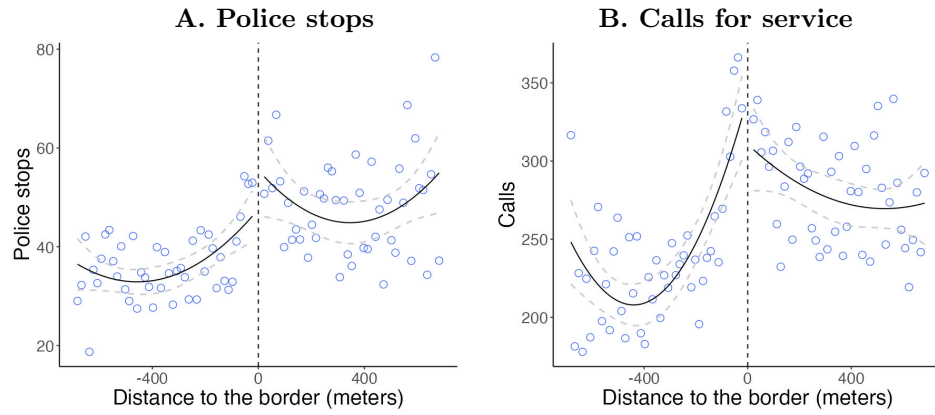 A. Police stops
80
60
40
20
Police stops
-400
0
400
Distance to the border (meters)
B. Calls for service
350
300
250
200
Calls
-400
0
400
Distance to the border (meters)